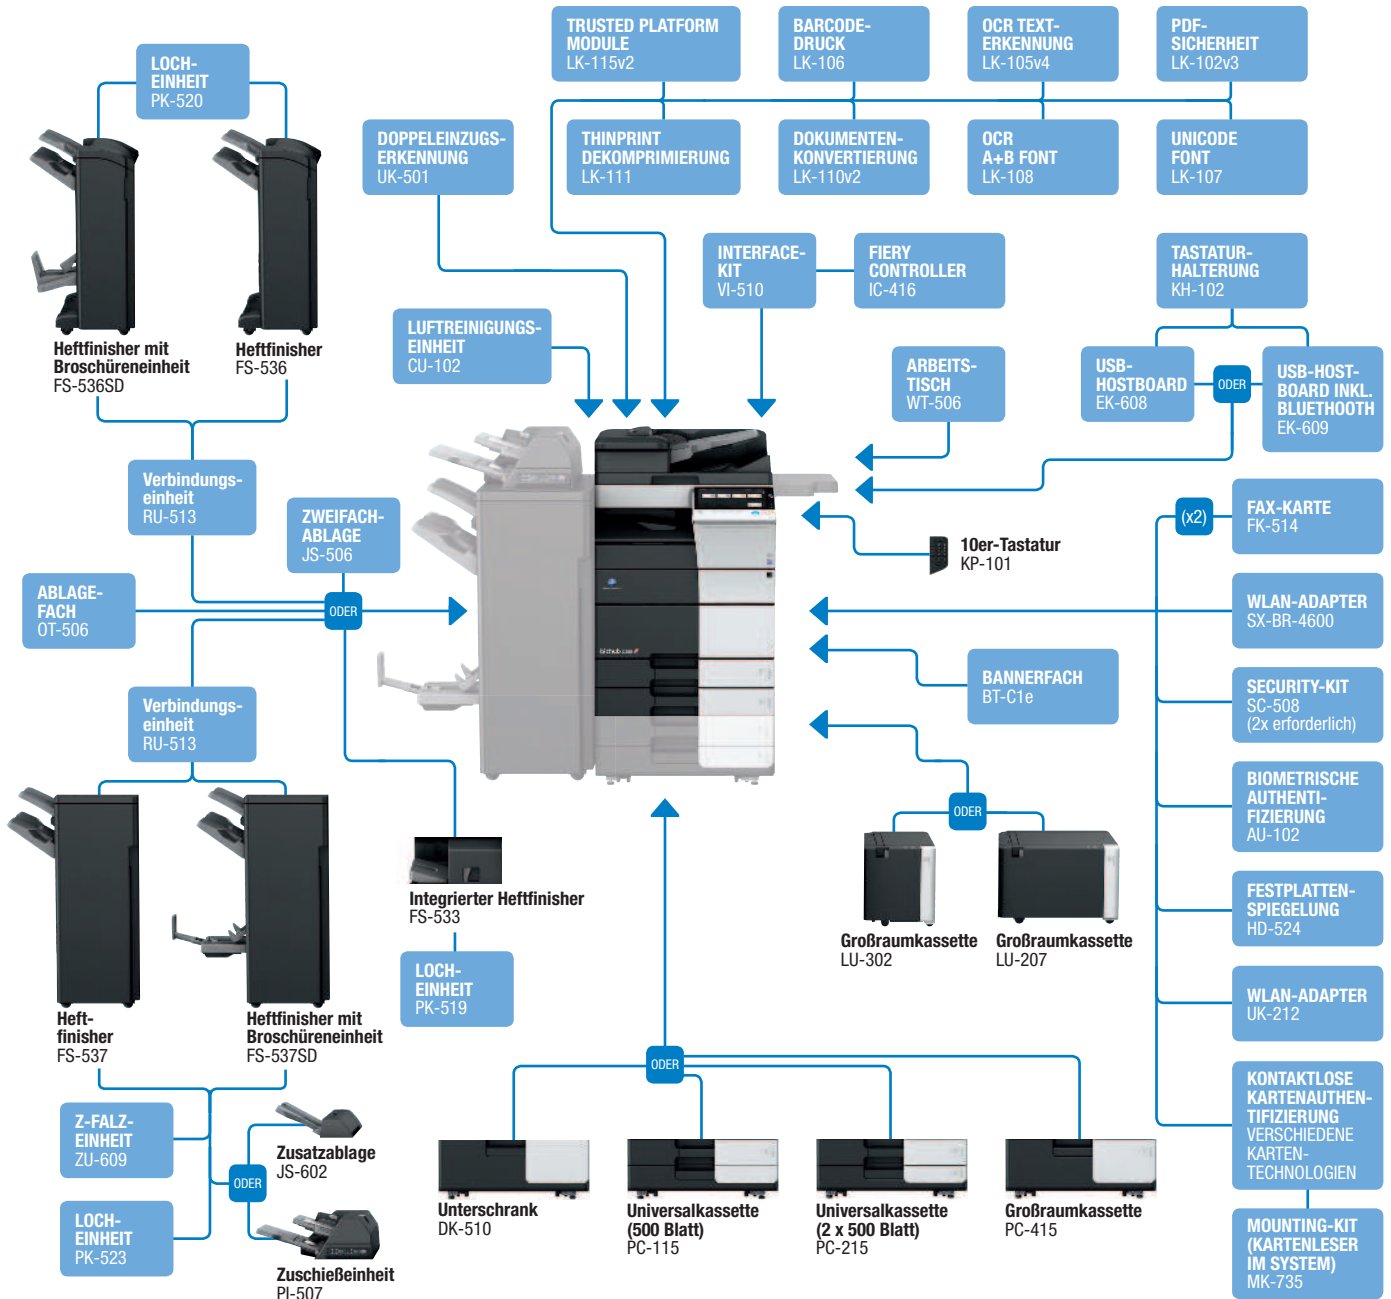 TRUSTED PLATFORM
MODULE
LK-115v2
BARCODE-
DRUCK
LK-106
OCR TEXT-
ERKENNUNG
LK-105v4
PDF-
SICHERHEIT
LK-102v3
LOCH-
EINHEIT
PK-520
DOPPELEINZUGS-
ERKENNUNG
UK-501
THINPRINT
DEKOMPRIMIERUNG
LK-111
DOKUMENTEN-
KONVERTIERUNG
LK-110v2
OCR
A+B FONT
LK-108
UNICODE
FONT
LK-107
INTERFACE-
KIT
VI-510
FIERY
CONTROLLER
IC-416
TASTATUR-
HALTERUNG
KH-102
LUFTREINIGUNGS-
EINHEIT
CU-102
Heftfinisher mit
Broschüreneinheit
FS-536SD
Heftfinisher
FS-536
ARBEITS-
TISCH
WT-506
USB-
HOSTBOARD
EK-608
ODER
USB-HOST-
BOARD INKL.
BLUETHOOTH
EK-609
Verbindungs-
einheit
RU-513
ZWEIFACH-
ABLAGE
JS-506
10er-Tastatur
KP-101
(x2)
FAX-KARTE
FK-514
ABLAGE-
FACH
OT-506
ODER
WLAN-ADAPTER
SX-BR-4600
BANNERFACH
BT-C1e
SECURITY-KIT
SC-508
(2x erforderlich)
Verbindungs-
einheit
RU-513
BIOMETRISCHE
AUTHENTI-
FIZIERUNG
AU-102
ODER
Integrierter Heftfinisher
FS-533
Großraumkassette
LU-302
Großraumkassette
LU-207
FESTPLATTEN-
SPIEGELUNG
HD-524
LOCH-
EINHEIT
PK-519
WLAN-ADAPTER
UK-212
Heft-
finisher
FS-537
Heftfinisher mit
Broschüreneinheit
FS-537SD
ODER
KONTAKTLOSE
KARTENAUTHEN-
TIFIZIERUNG
VERSCHIEDENE
KARTEN-
TECHNOLOGIEN
Z-FALZ-
EINHEIT
ZU-609
Zusatzablage
JS-602
ODER
LOCH-
EINHEIT
PK-523
Zuschießeinheit
PI-507
Unterschrank
DK-510
Universalkassette
(500 Blatt)
PC-115
Universalkassette
(2 x 500 Blatt)
PC-215
Großraumkassette
PC-415
MOUNTING-KIT
(KARTENLESER
IM SYSTEM)
MK-735